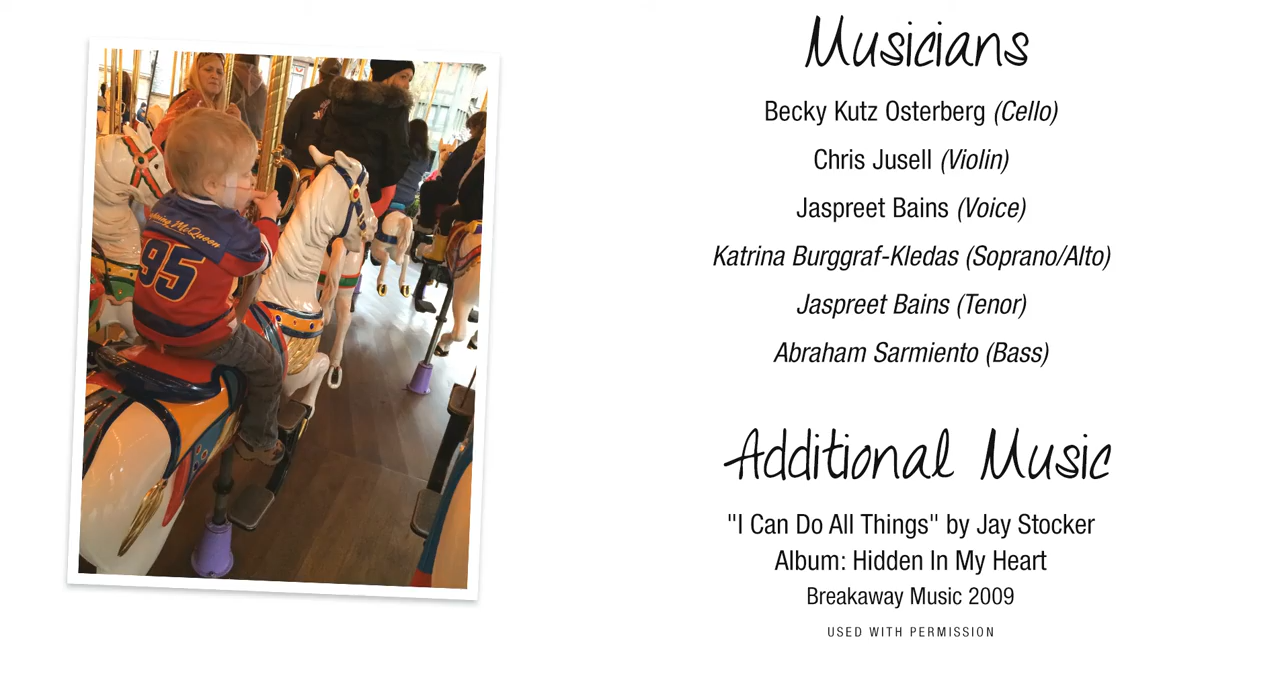 Musicians
Becky Kutz Osterberg (Cello)
Chris Jusell (Violin)
Jaspreet Bains (Voice)
Katrina Burggraf-Kledas (Soprano/Alto)
Jaspreet Bains (Tenor)
Abraham Sarmiento (Bass)
McQueen
95
Additional Music
"I Can Do All Things" by Jay Stocker
Album: Hidden In My Heart
Breakaway Music 2009
USED WITH PERMISSION